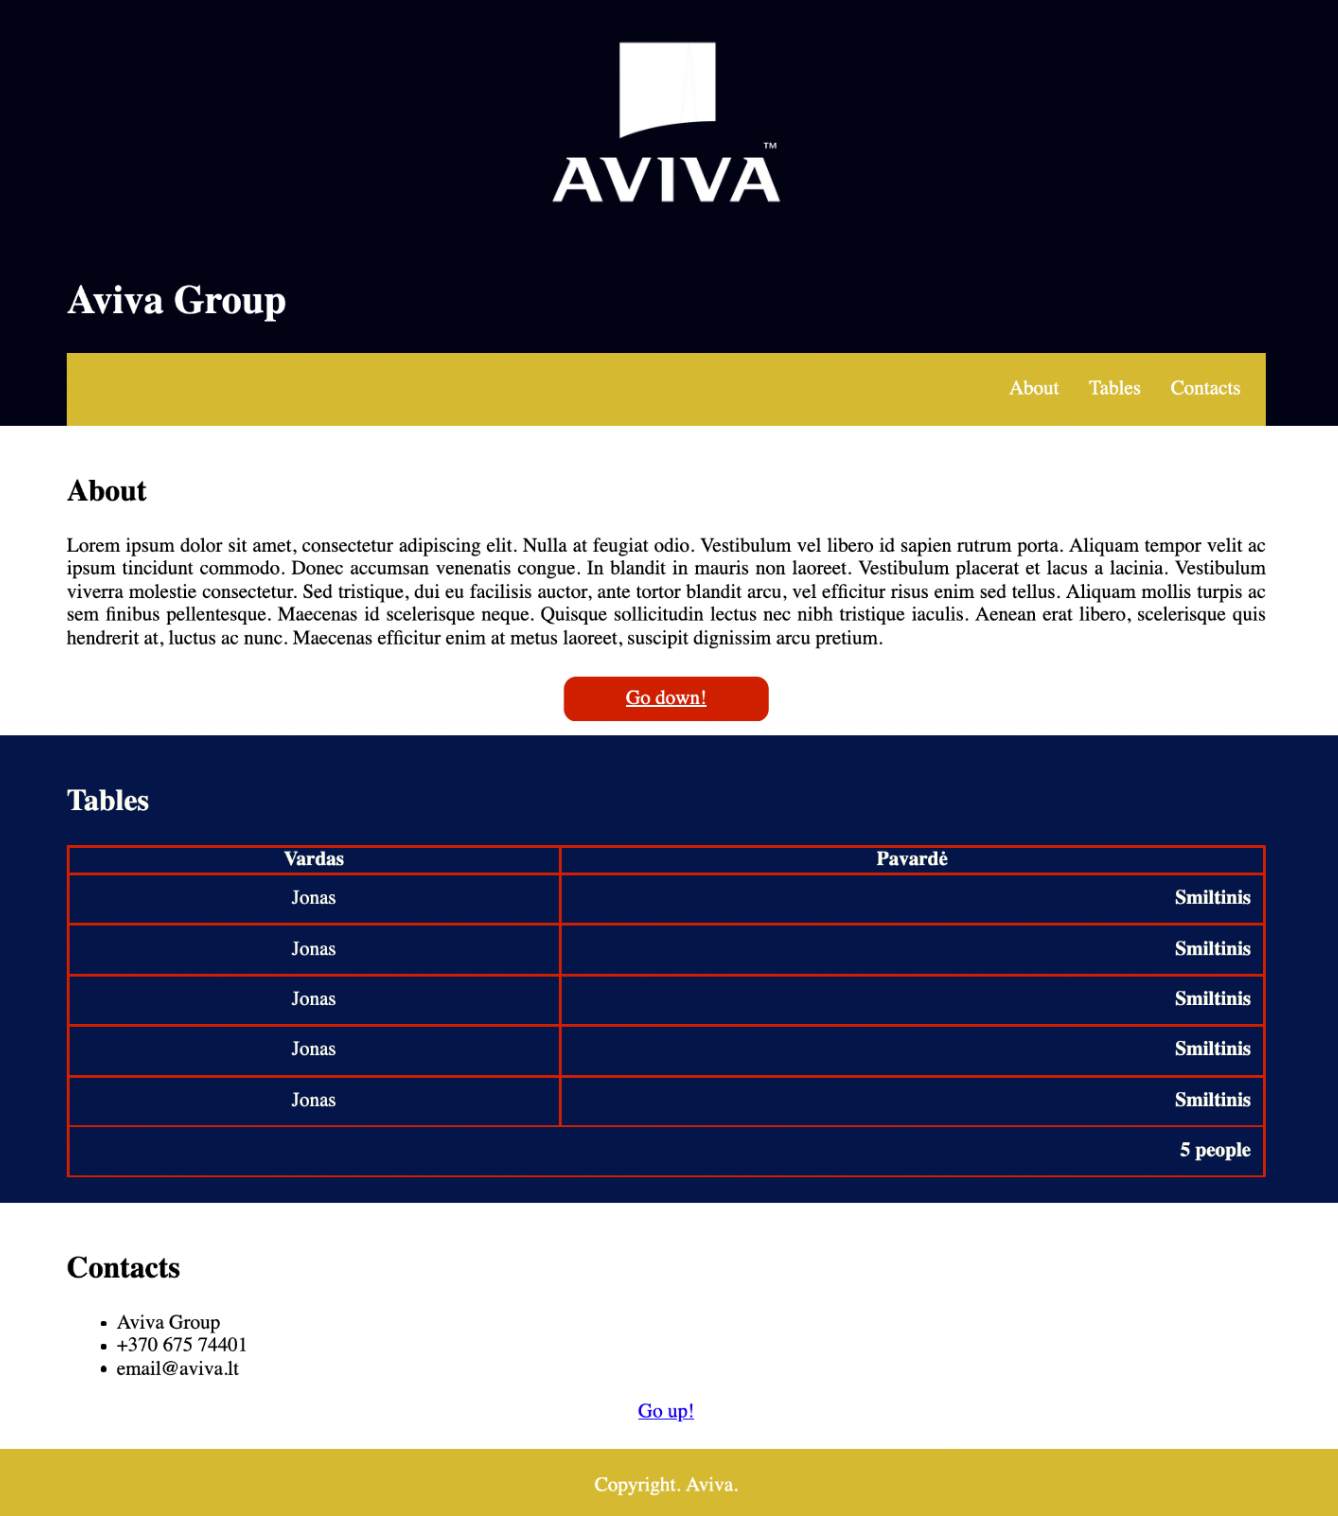 AVIVA™
Aviva Group
About Tables Contacts
About
Lorem ipsum dolor sit amet, consectetur adipiscing elit. Nulla at feugiat odio. Vestibulum vel libero id sapien rutrum porta. Aliquam tempor velit ac
ipsum tincidunt commodo. Donec accumsan venenatis congue. In blandit in mauris non laoreet. Vestibulum placerat et lacus a lacinia. Vestibulum
viverra molestie consectetur. Sed tristique, dui eu facilisis auctor, ante tortor blandit arcu, vel efficitur risus enim sed tellus. Aliquam mollis turpis ac
sem finibus pellentesque. Maecenas id scelerisque neque. Quisque sollicitudin lectus nec nibh tristique iaculis. Aenean erat libero, scelerisque quis
hendrerit at, luctus ac nunc. Maecenas efficitur enim at metus laoreet, suscipit dignissim arcu pretium.
Go down!
Tables
Vardas Pavardė
Jonas Smiltinis
Jonas Smiltinis
Jonas Smiltinis
Jonas Smiltinis
Jonas Smiltinis
5 people
Contacts
• Aviva Group
• +370 675 74401
• email@aviva.lt
Go up!
Copyright. Aviva.